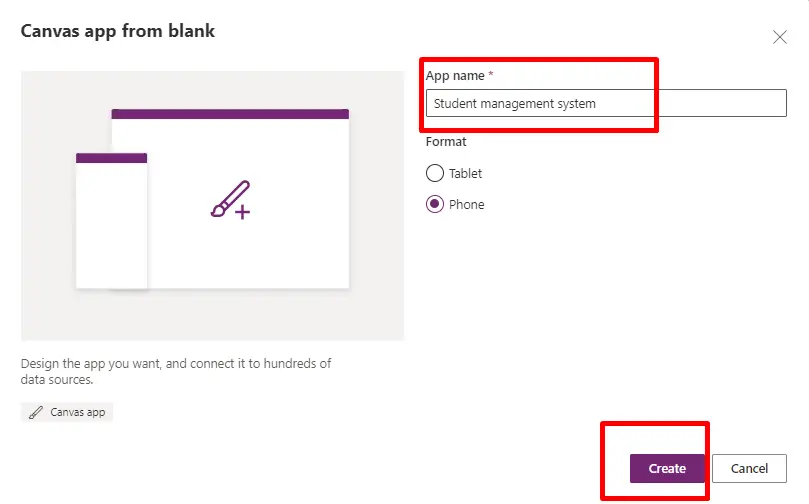 Canvas app from blank
App name *
Student management system
Format
Tablet
Phone
Design the app you want, and connect it to hundreds of
data sources.
Canvas app
Create
Cancel